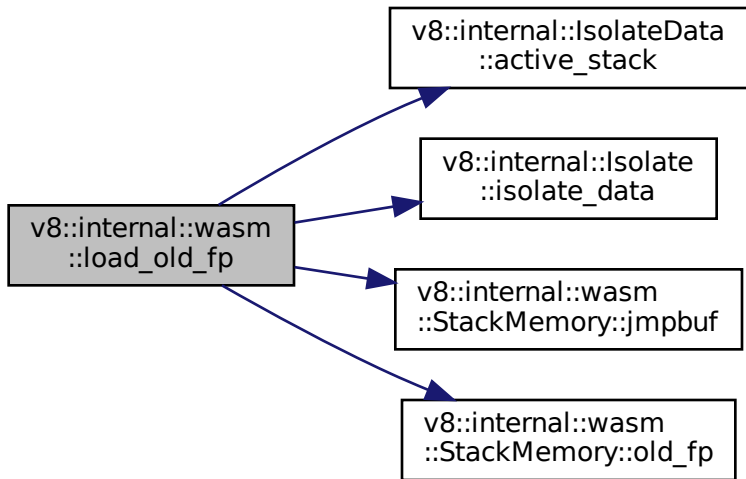 v8::internal::IsolateData
::active_stack
v8::internal::Isolate
::isolate_data
v8::internal::wasm
::load_old_fp
v8::internal::wasm
::StackMemory::jmpbuf
v8::internal::wasm
::StackMemory::old_fp